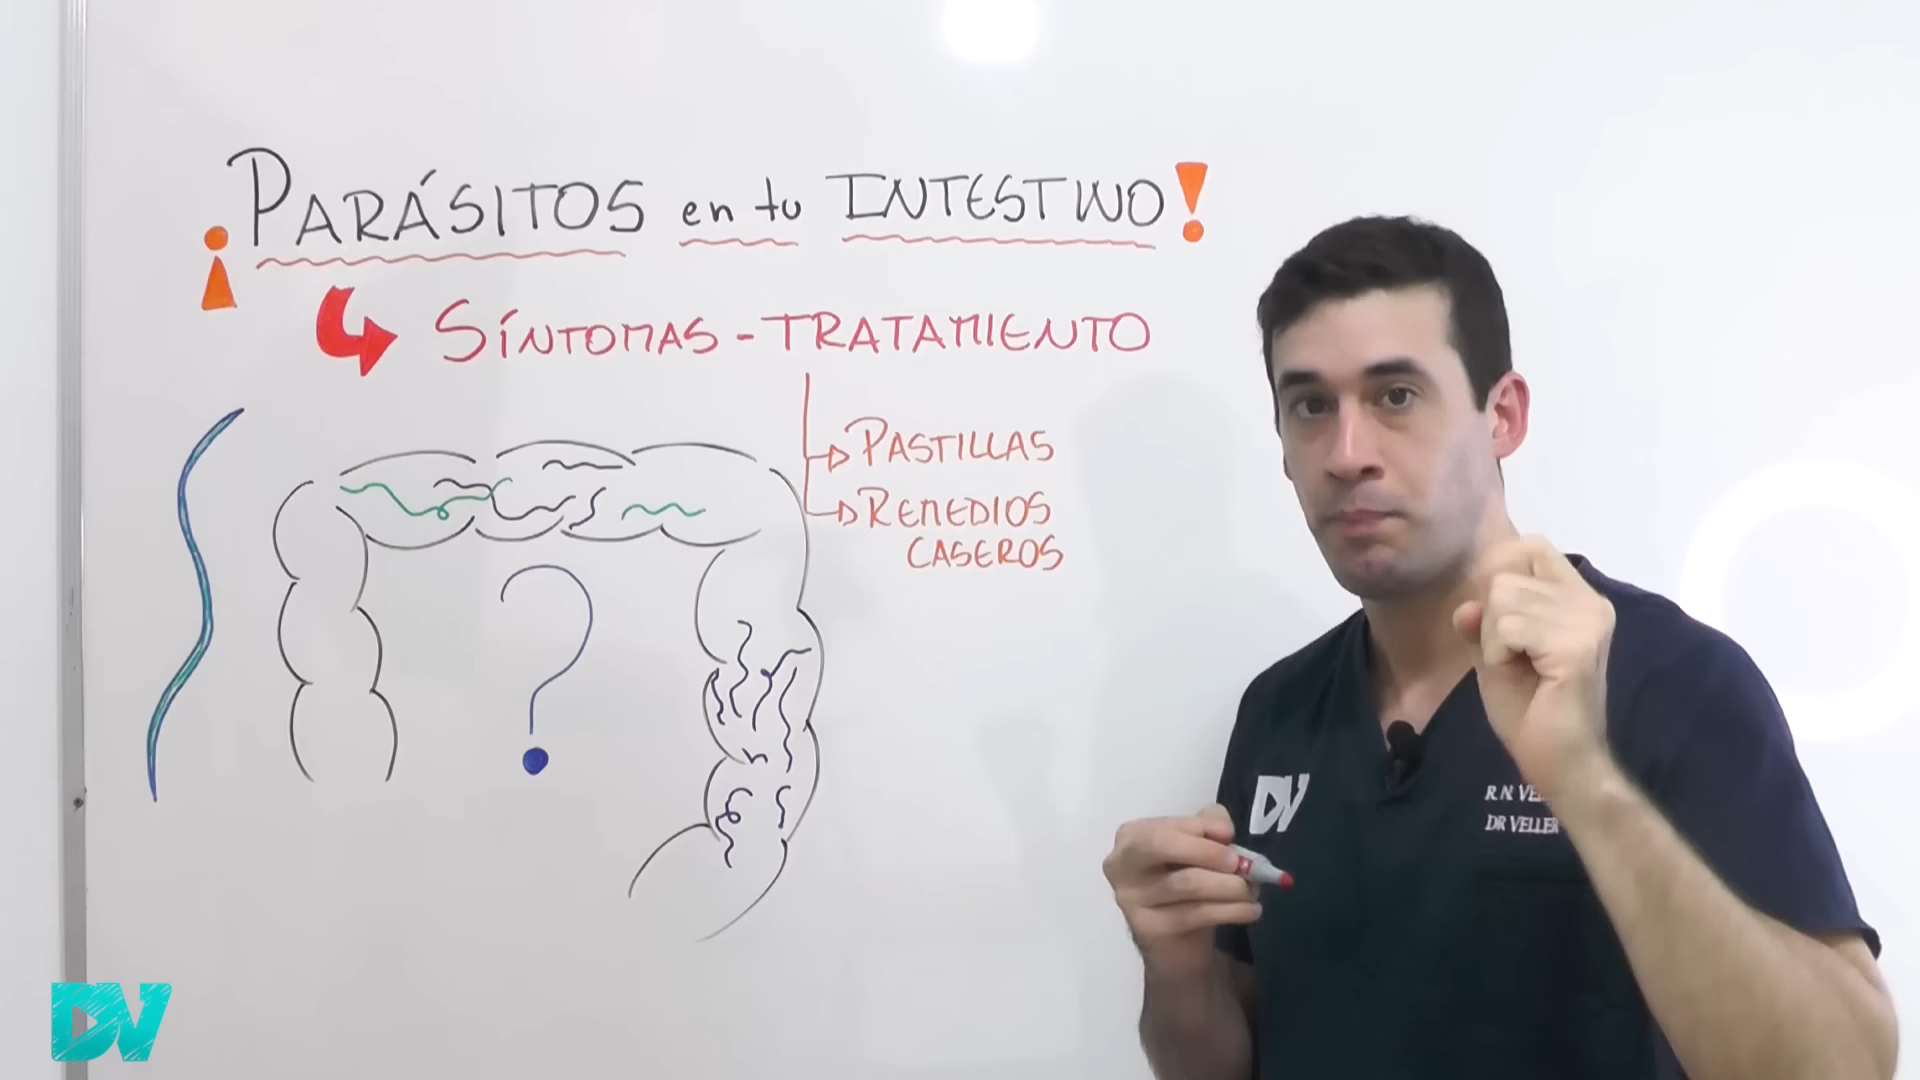 ¡PARÁSITOS en tu INTESTINO!
SÍNTOMAS - TRATAMIENTO
PASTILLAS
REMEDIOS
CASEROS
?
DV
R.N.
DR VELLER
DV